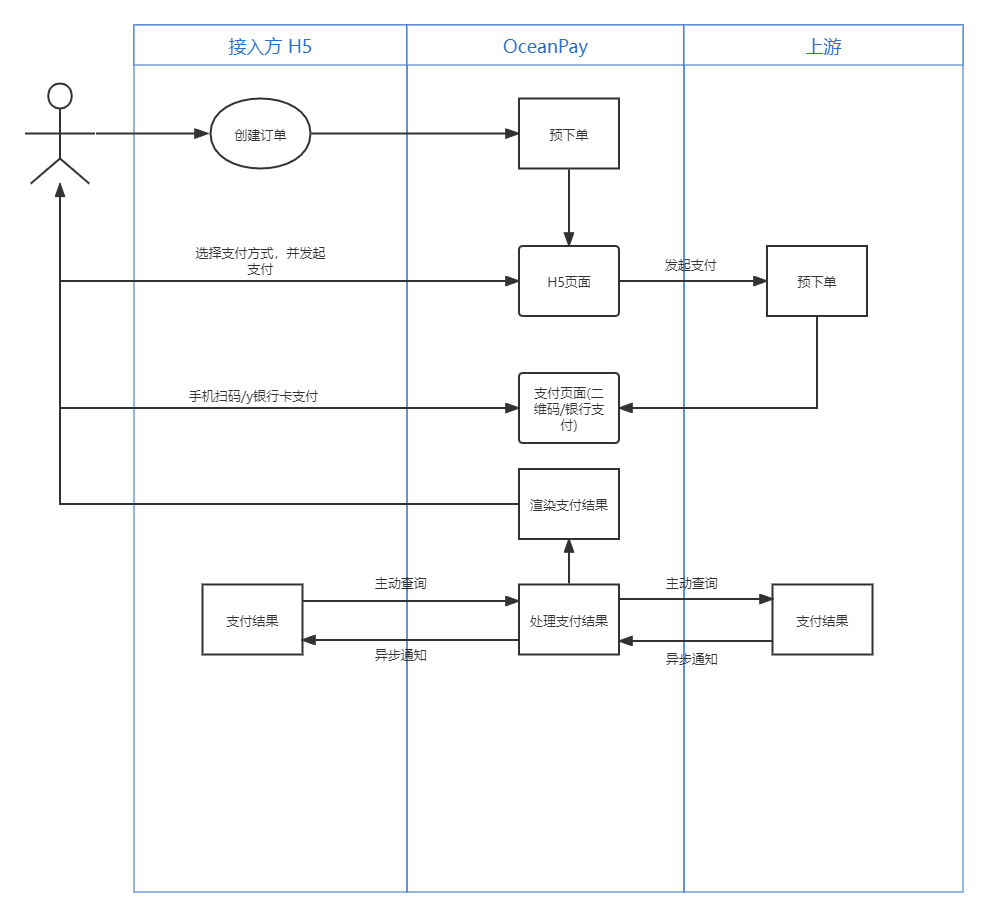 接入方 H5
OceanPay
上游
创建订单
预下单
选择支付方式，并发起
支付
H5页面
发起支付
预下单
手机扫码/y银行卡支付
支付页面(二
维码/银行支
付)
渲染支付结果
主动查询
主动查询
支付结果
处理支付结果
支付结果
异步通知
异步通知